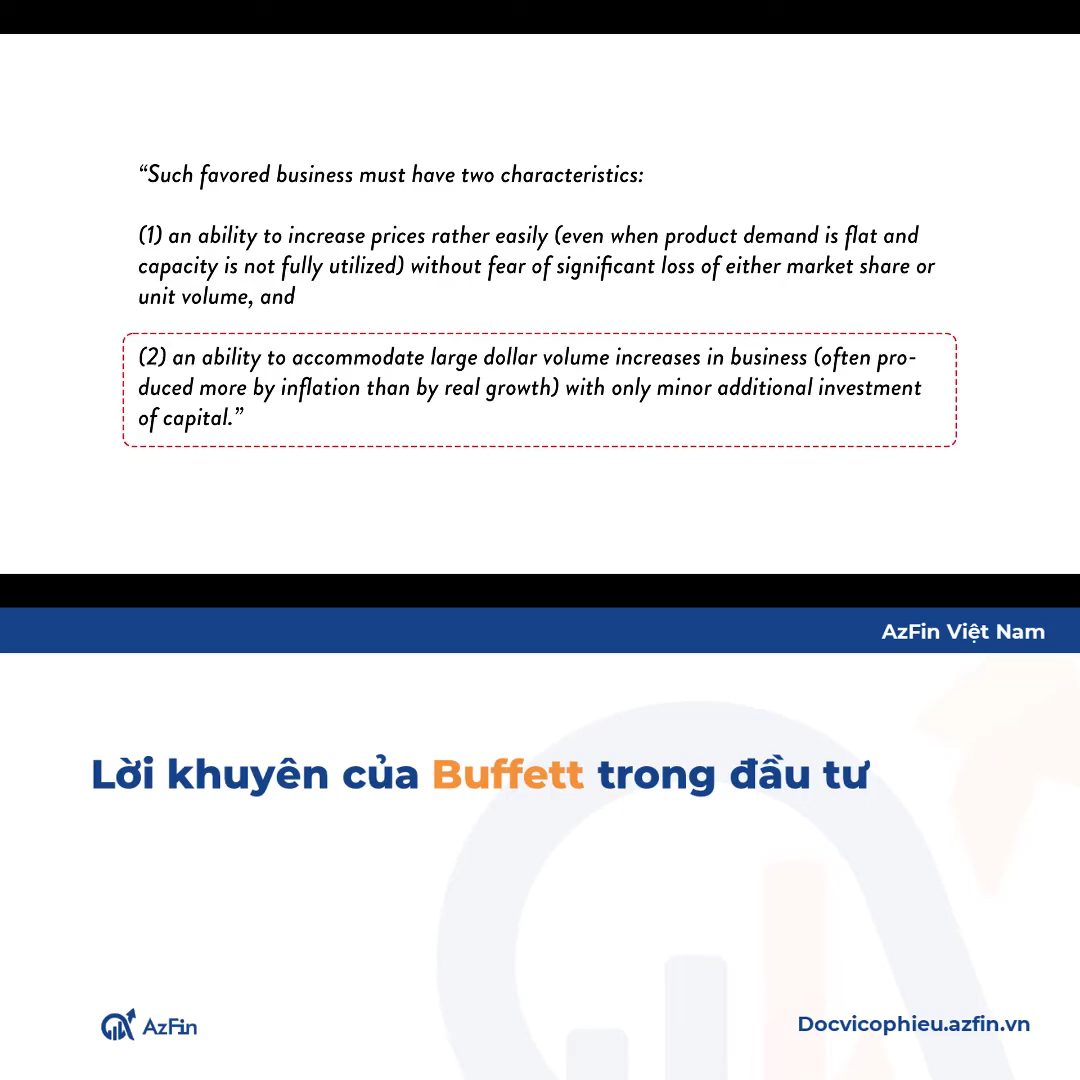 “Such favored business must have two characteristics:
(1) an ability to increase prices rather easily (even when product demand is flat and
capacity is not fully utilized) without fear of significant loss of either market share or
unit volume, and
(2) an ability to accommodate large dollar volume increases in business (often pro-
duced more by inflation than by real growth) with only minor additional investment
of capital.”
AzFin Việt Nam
Lời khuyên của Buffett trong đầu tư
AzFin
Docvicophieu.azfin.vn